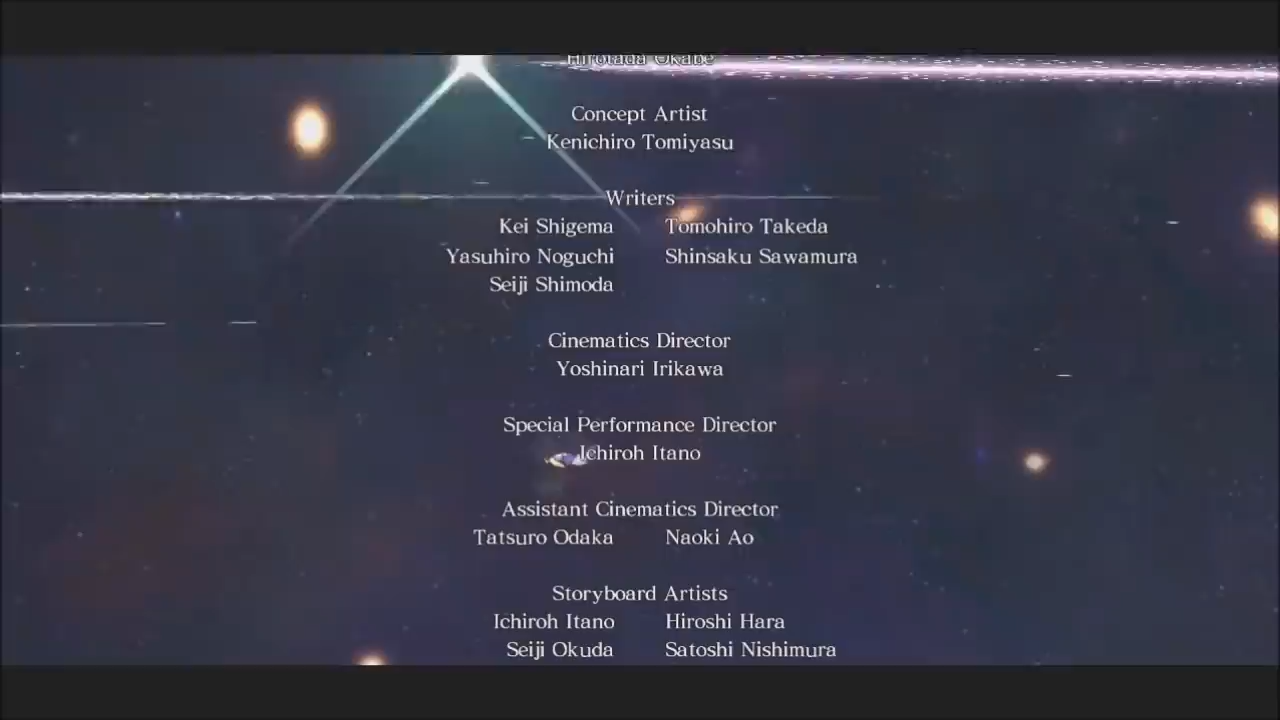 Hirotada Okabe
Concept Artist
Kenichiro Tomiyasu
Writers
Kei Shigema Tomohiro Takeda
Yasuhiro Noguchi Shinsaku Sawamura
Seiji Shimoda
Cinematics Director
Yoshinari Irikawa
Special Performance Director
Ichiroh Itano
Assistant Cinematics Director
Tatsuro Odaka Naoki Ao
Storyboard Artists
Ichiroh Itano Hiroshi Hara
Seiji Okuda Satoshi Nishimura